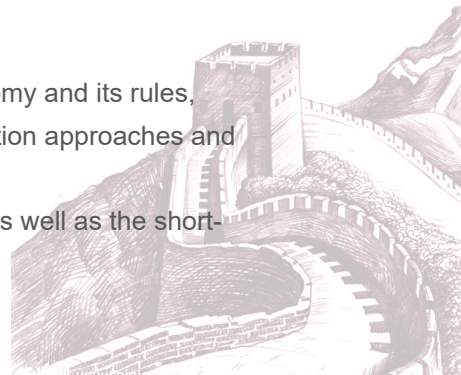 omy and its rules,
tion approaches and
s well as the short-